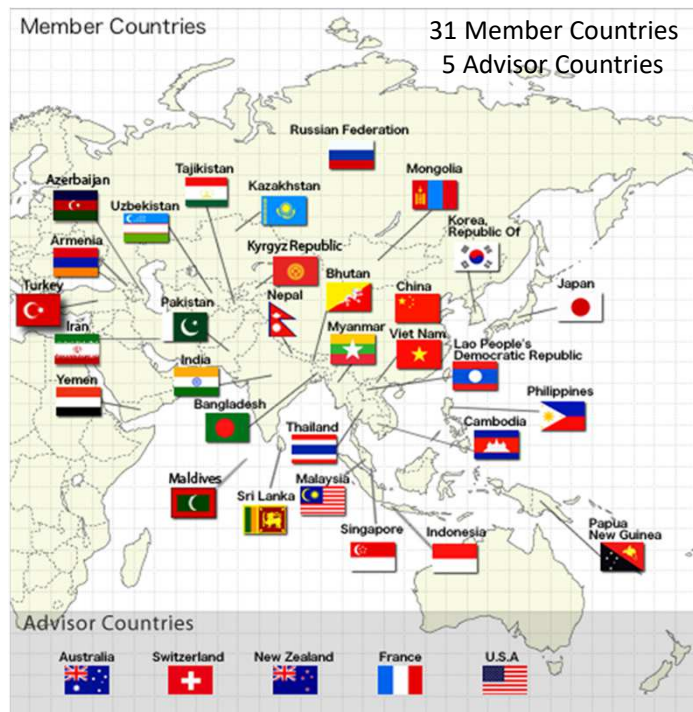 Member Countries
31 Member Countries
5 Advisor Countries
Russian Federation
Azerbaijan
Tajikistan
Mongolia
Uzbekistan
Kazakhstan
Korea,
Republic Of
Armenia
Kyrgyz Republic
Turkey
Bhutan
China
Japan
Pakistan
Nepal
Iran
Myanmar
Viet Nam
Lao People's
Democratic Republic
India
Yemen
Philippines
Bangladesh
Thailand
Cambodia
Maldives
Sri Lanka
Malaysia
Singapore
Indonesia
Papua
New Guinea
Advisor Countries
Australia
Switzerland
New Zealand
France
U.S.A